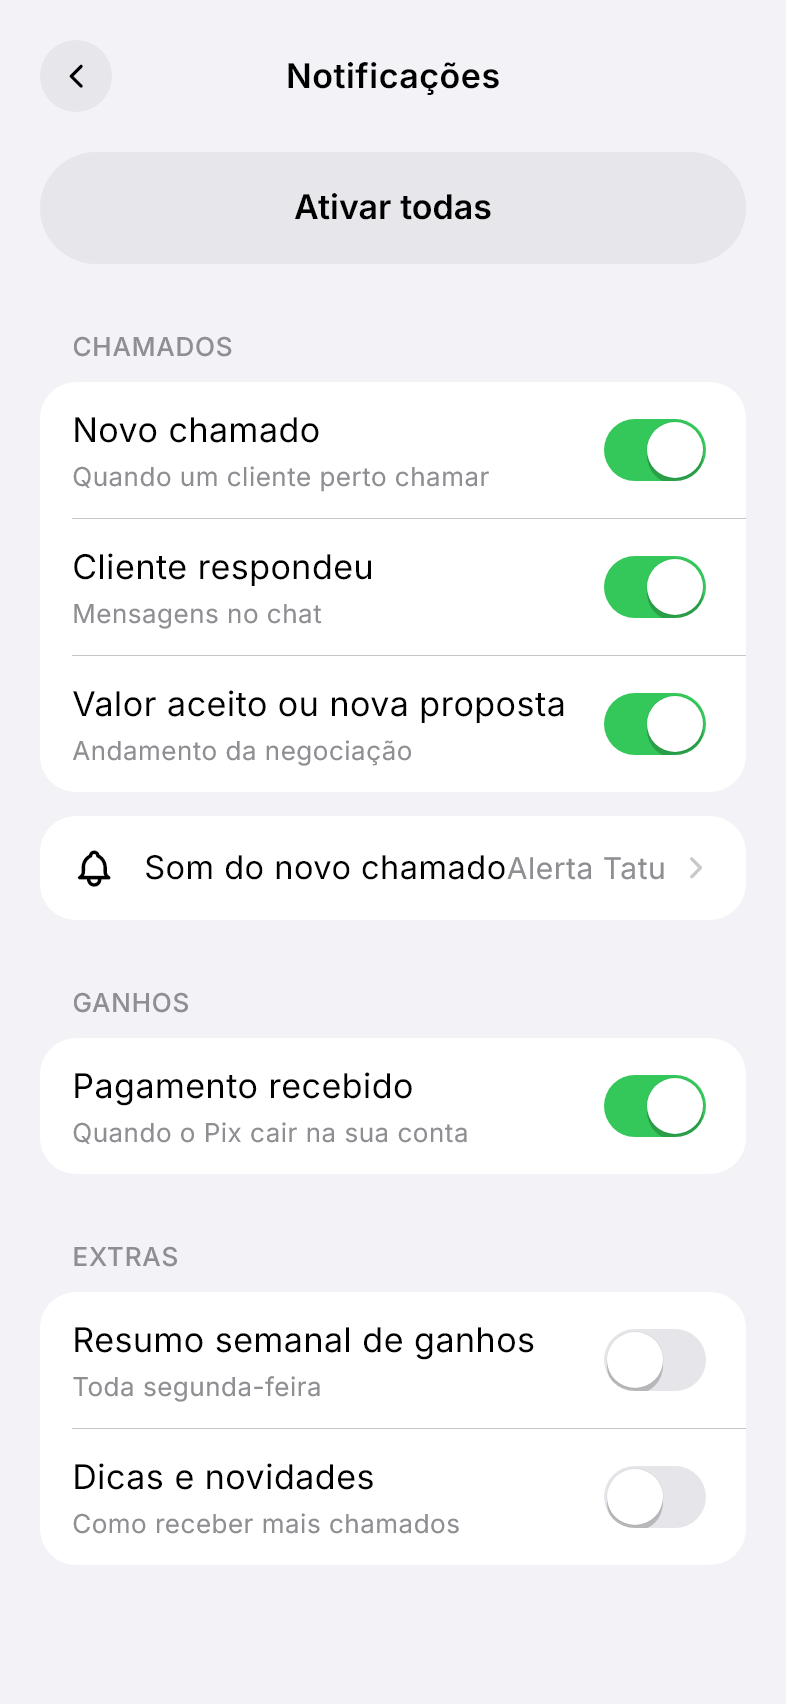 Notificações
Ativar todas
CHAMADOS
Novo chamado
Quando um cliente perto chamar
Cliente respondeu
Mensagens no chat
Valor aceito ou nova proposta
Andamento da negociação
Som do novo chamado Alerta Tatu
GANHOS
Pagamento recebido
Quando o Pix cair na sua conta
EXTRAS
Resumo semanal de ganhos
Toda segunda-feira
Dicas e novidades
Como receber mais chamados